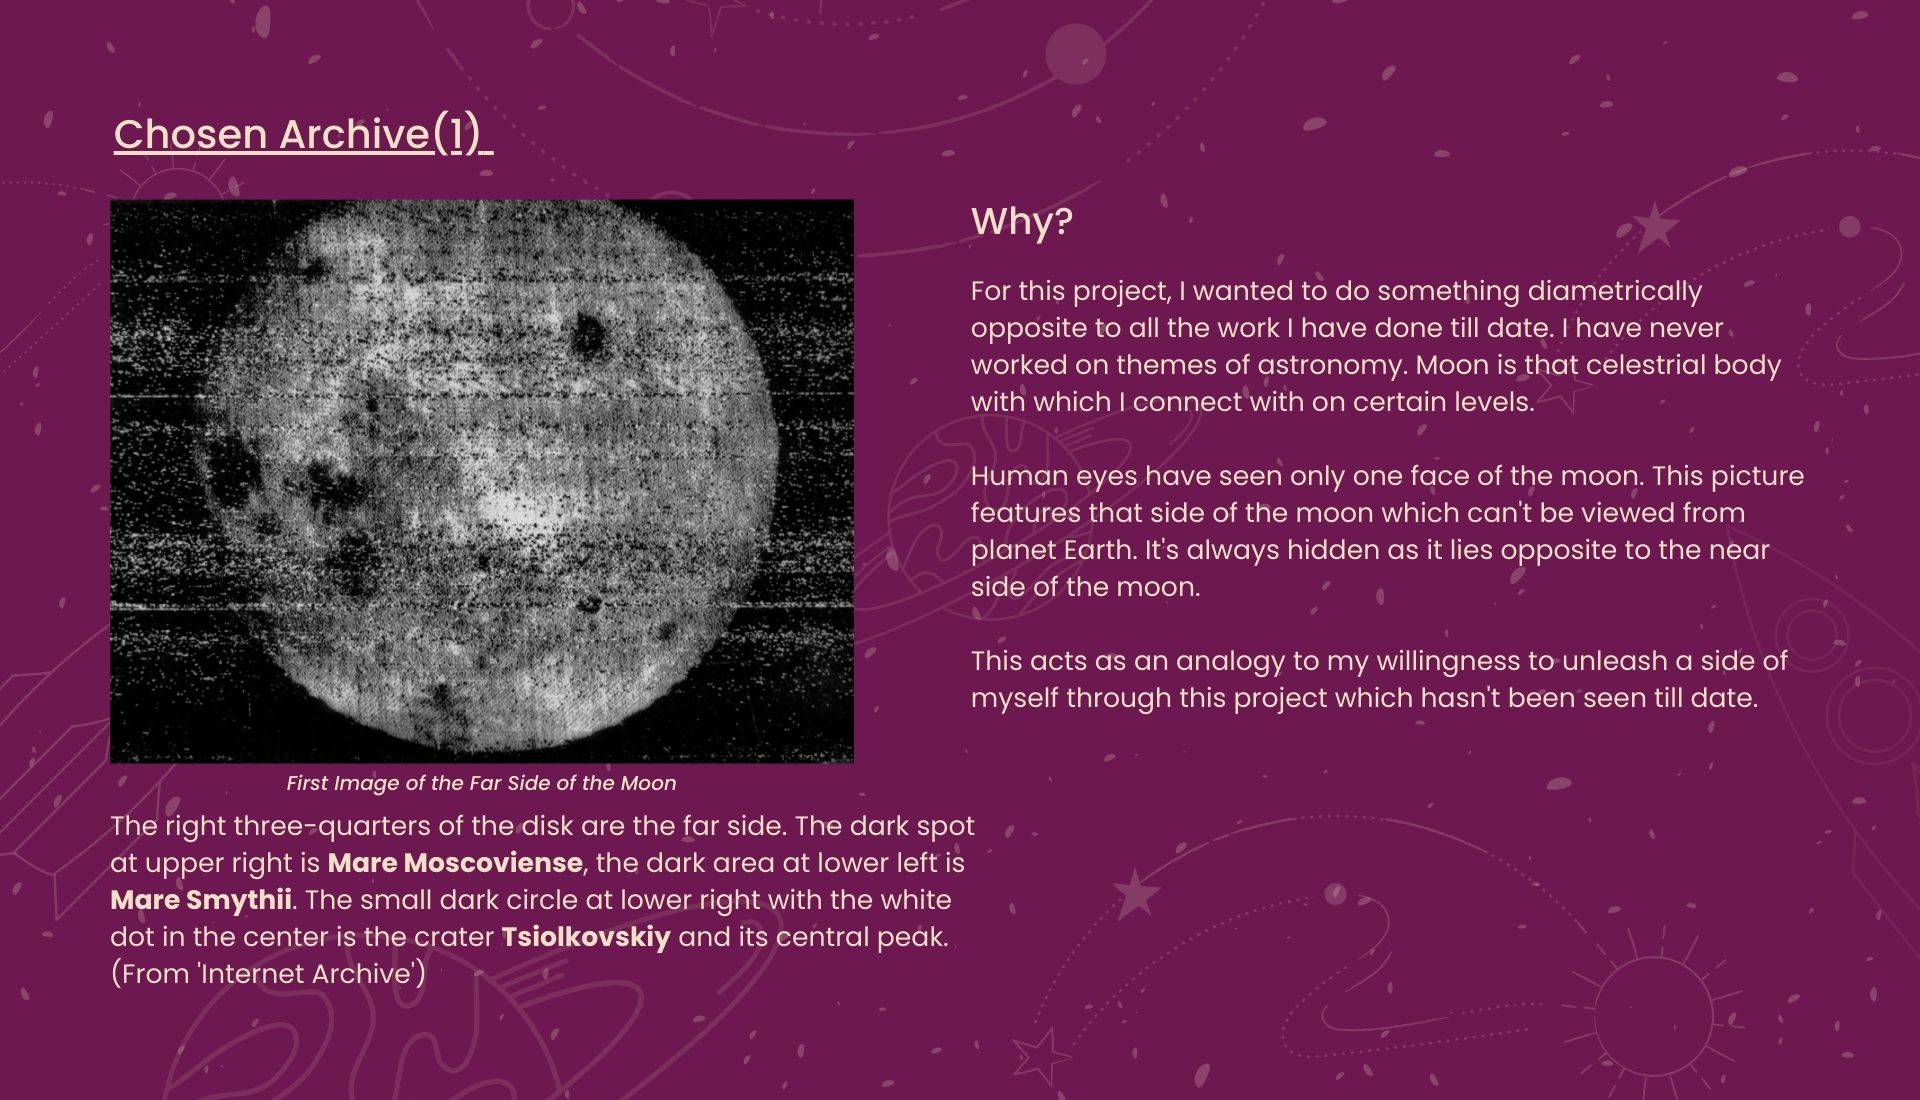 Chosen Archive(1)
First Image of the Far Side of the Moon
The right three-quarters of the disk are the far side. The dark spot
at upper right is Mare Moscoviense, the dark area at lower left is
Mare Smythii. The small dark circle at lower right with the white
dot in the center is the crater Tsiolkovskiy and its central peak.
(From 'Internet Archive')
Why?
For this project, I wanted to do something diametrically
opposite to all the work I have done till date. I have never
worked on themes of astronomy. Moon is that celestrial body
with which I connect with on certain levels.
Human eyes have seen only one face of the moon. This picture
features that side of the moon which can't be viewed from
planet Earth. It's always hidden as it lies opposite to the near
side of the moon.
This acts as an analogy to my willingness to unleash a side of
myself through this project which hasn't been seen till date.